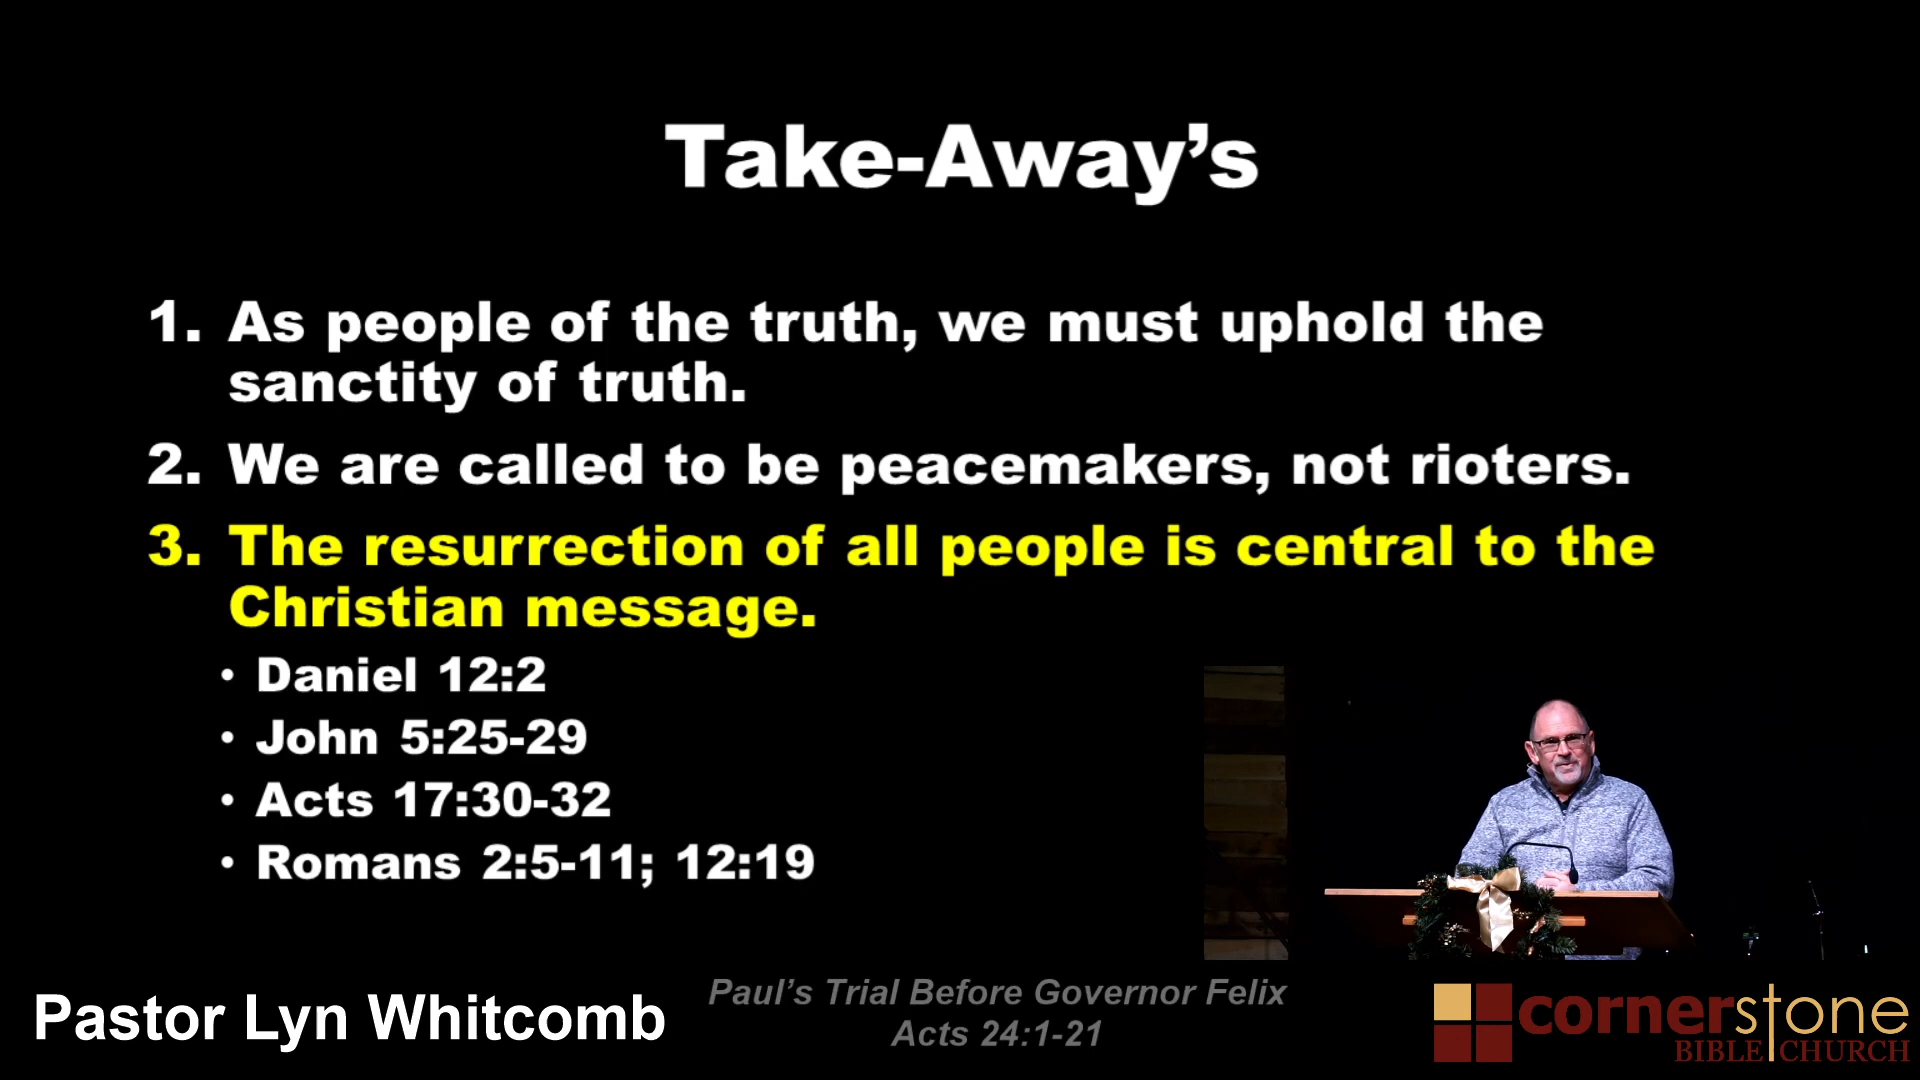 Take-Away’s
1. As people of the truth, we must uphold the
sanctity of truth.
2. We are called to be peacemakers, not rioters.
3. The resurrection of all people is central to the
Christian message.
• Daniel 12:2
• John 5:25-29
• Acts 17:30-32
• Romans 2:5-11; 12:19
Pastor Lyn Whitcomb
Paul’s Trial Before Governor Felix
Acts 24:1-21
cornerstone
BIBLE CHURCH